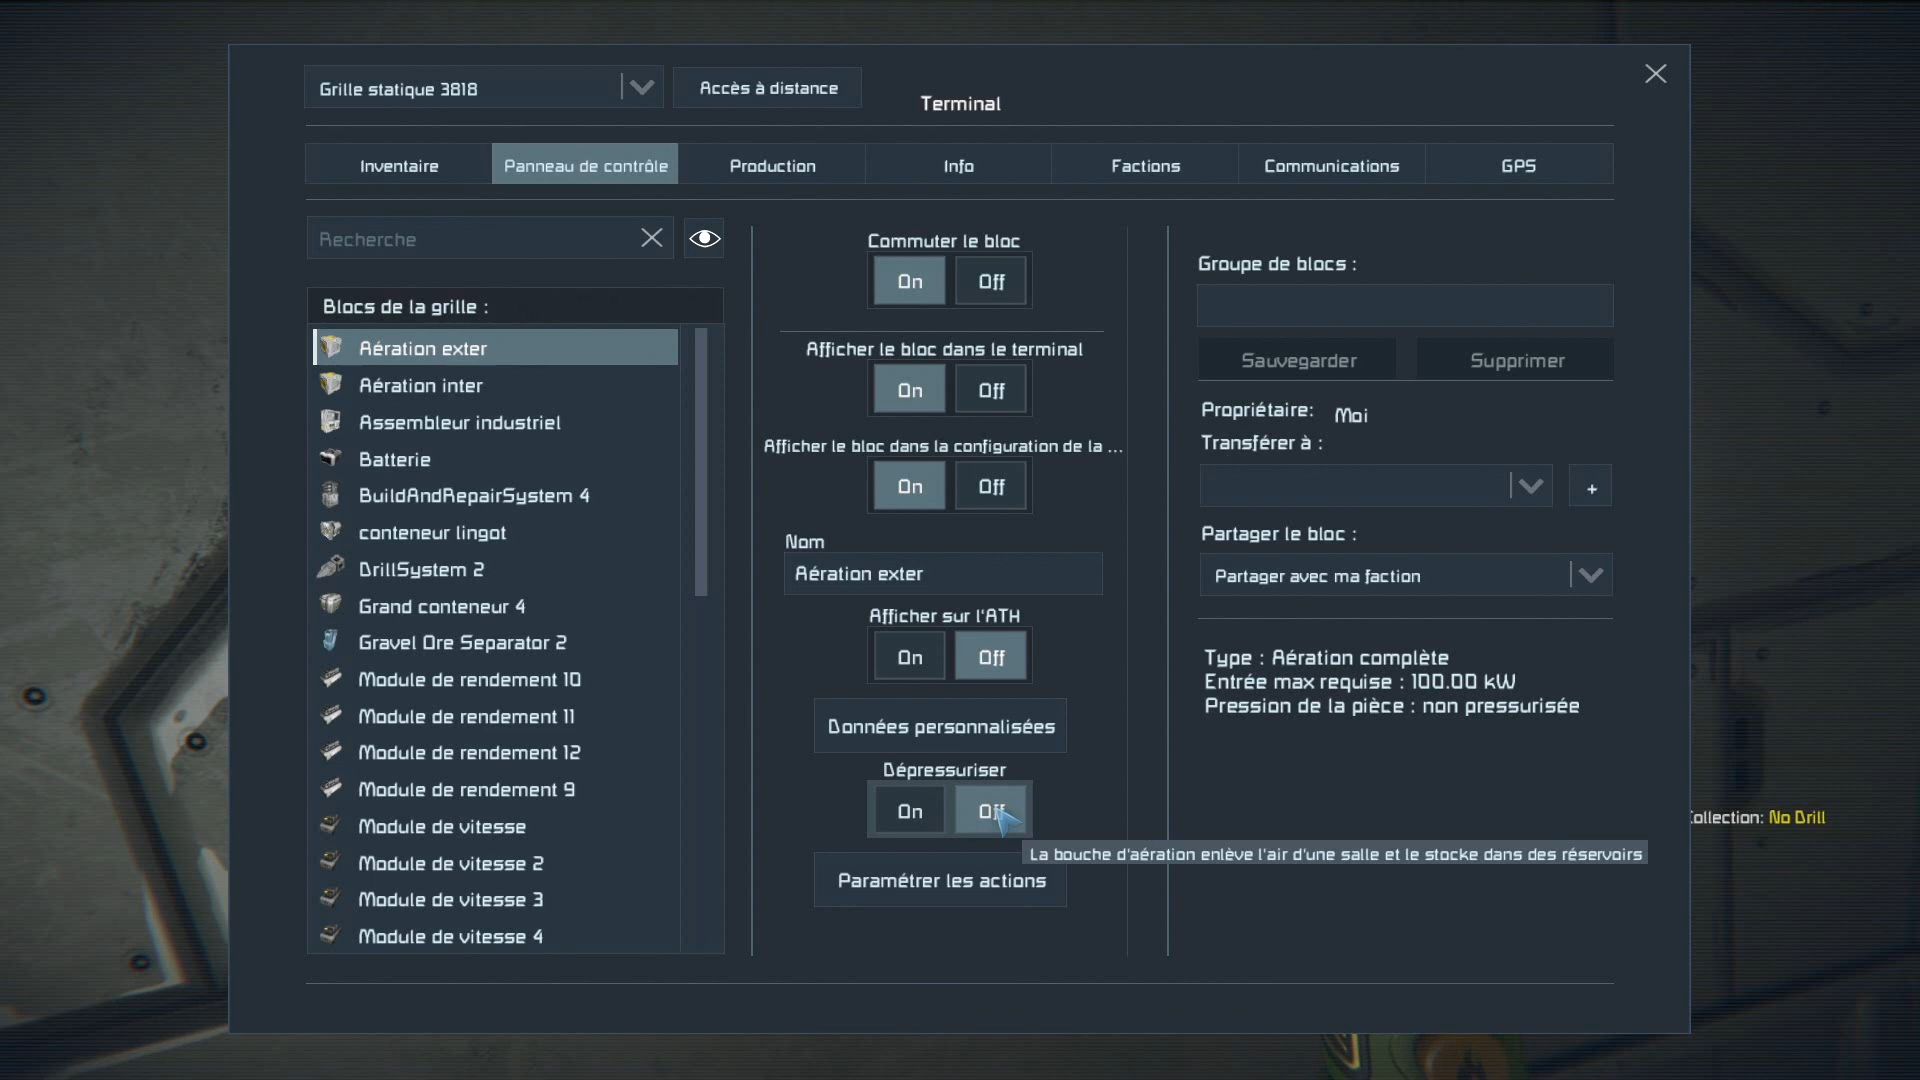 Grille statique 3818
Accès à distance
Terminal
Inventaire
Panneau de contrôle
Production
Info
Factions
Communications
GPS
Recherche
Blocs de la grille :
Aération exter
Aération inter
Assembleur industriel
Batterie
BuildAndRepairSystem 4
conteneur lingot
DrillSystem 2
Grand conteneur 4
Gravel Ore Separator 2
Module de rendement 10
Module de rendement 11
Module de rendement 12
Module de rendement 9
Module de vitesse
Module de vitesse 2
Module de vitesse 3
Module de vitesse 4
Commuter le bloc
On Off
Afficher le bloc dans le terminal
On Off
Afficher le bloc dans la configuration de la ...
On Off
Nom
Aération exter
Afficher sur l'ATH
On Off
Données personnalisées
Dépressuriser
On Off
La bouche d'aération enlève l'air d'une salle et le stocke dans des réservoirs
Paramétrer les actions
Groupe de blocs :
Sauvegarder
Supprimer
Propriétaire: Moi
Transférer à :
+
Partager le bloc :
Partager avec ma faction
Type : Aération complète
Entrée max requise : 100.00 kW
Pression de la pièce : non pressurisée
Collection: No Drill